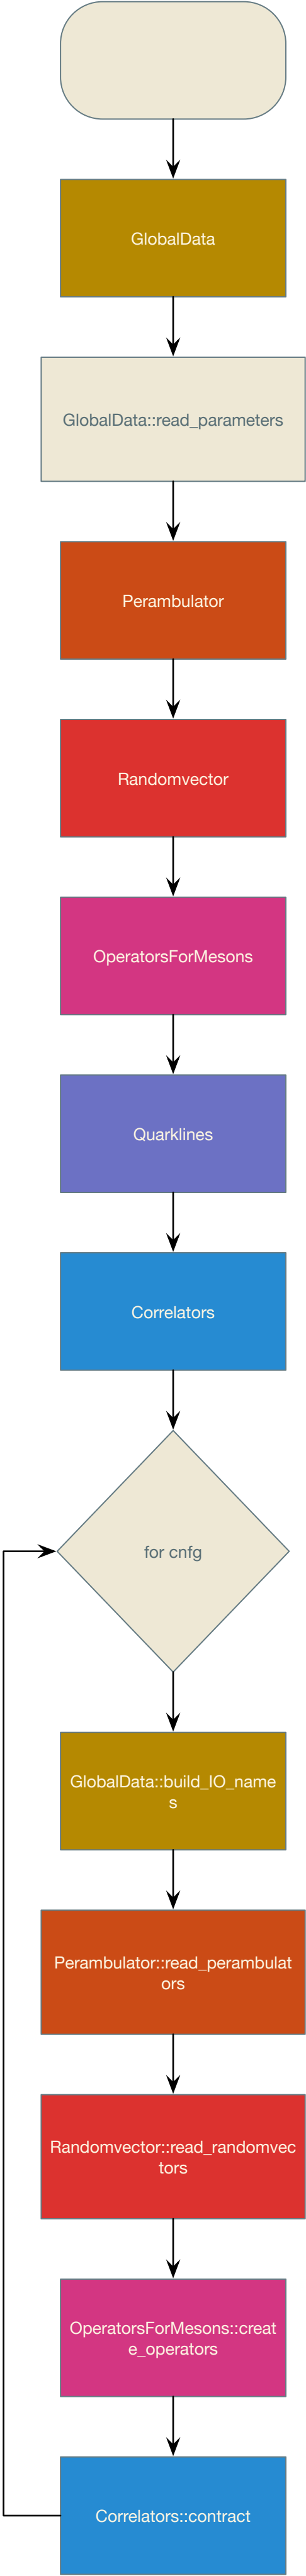 GlobalData
GlobalData::read_parameters
Perambulator
Randomvector
OperatorsForMesons
Quarklines
Correlators
for cnfg
GlobalData::build_IO_name
s
Perambulator::read_perambulat
ors
Randomvector::read_randomvec
tors
OperatorsForMesons::creat
e_operators
Correlators::contract